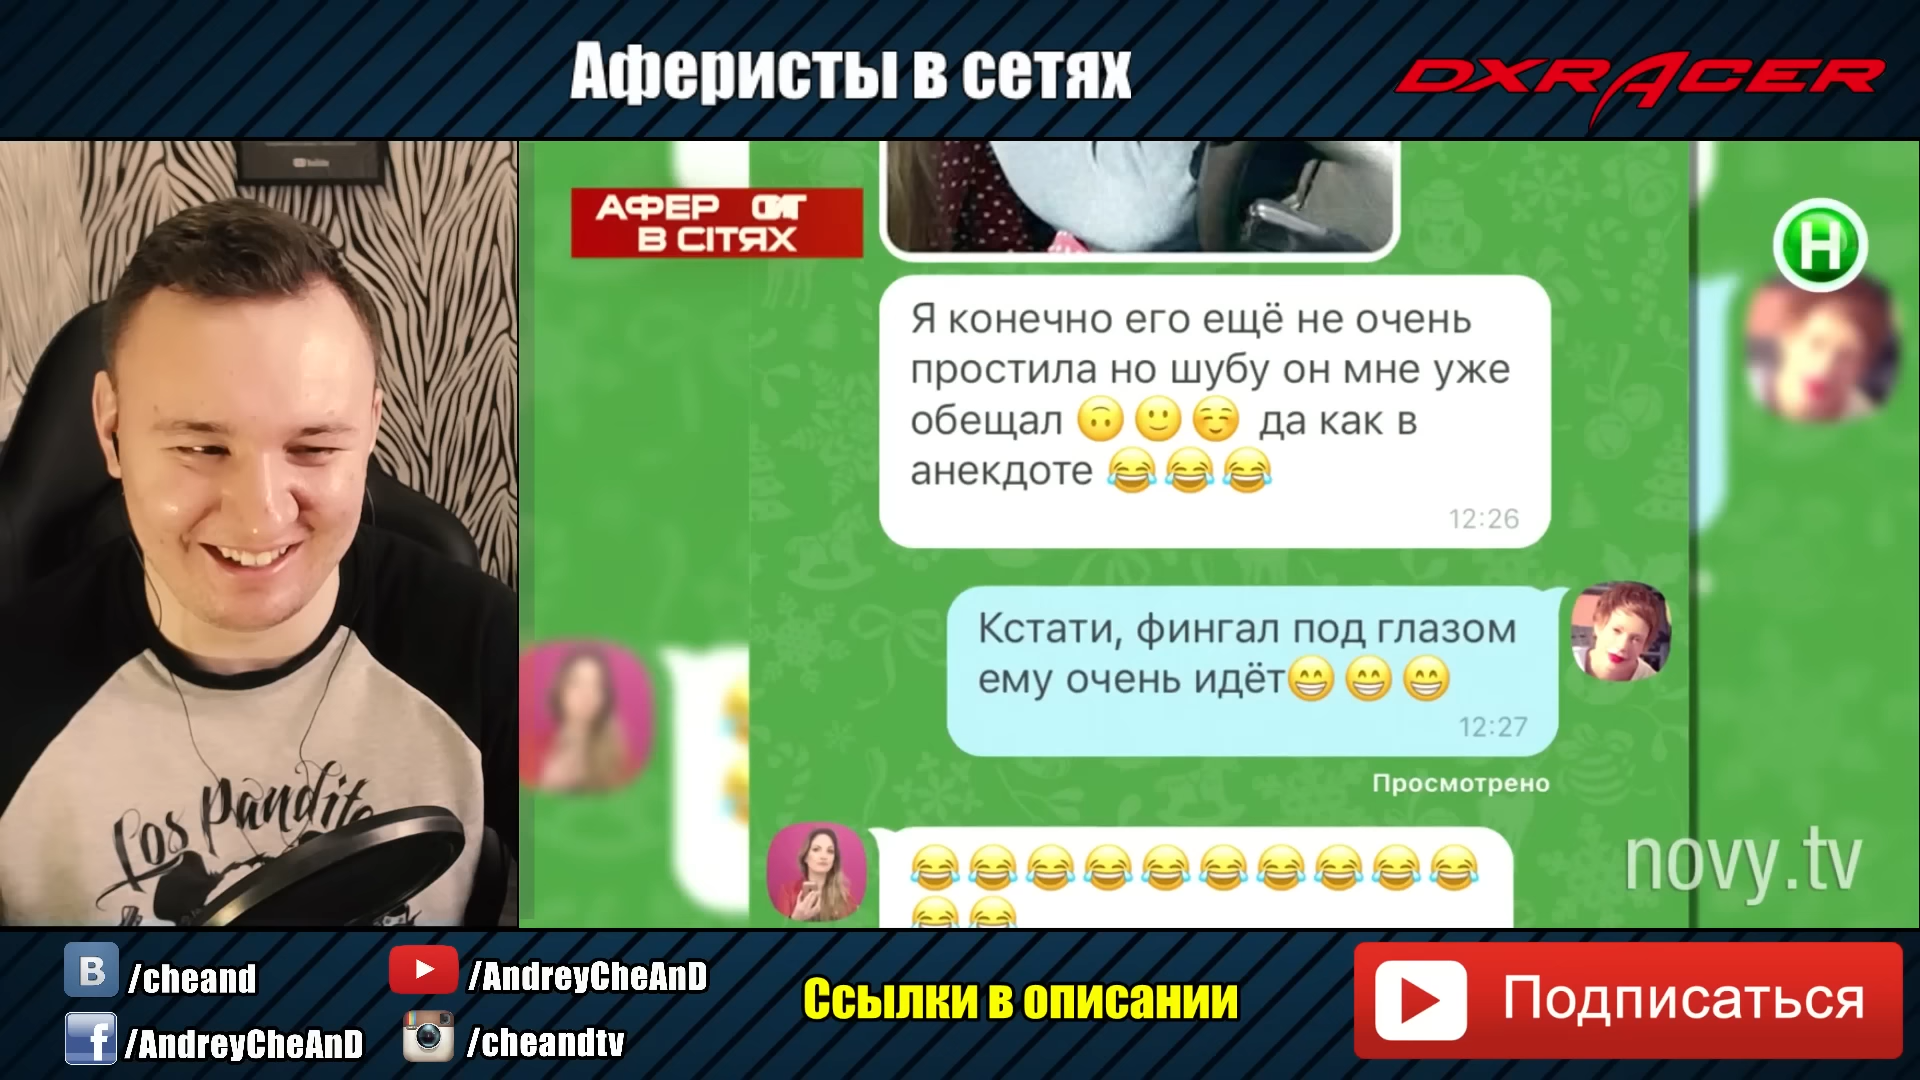 Аферисты в сетях
DXRACER
АФЕР
В СІТЯХ
H
Я конечно его ещё не очень
простила но шубу он мне уже
обещал 🙃🙂☺️ да как в
анекдоте 😂😂😂
12:26
Кстати, фингал под глазом
ему очень идёт😁😁😁
12:27
Просмотрено
😂😂😂😂😂😂😂😂😂😂
😂😂
novy.tv
Los Pandito
B /cheand
/AndreyCheAnD
f /AndreyCheAnD
/cheandtv
Ссылки в описании
Подписаться